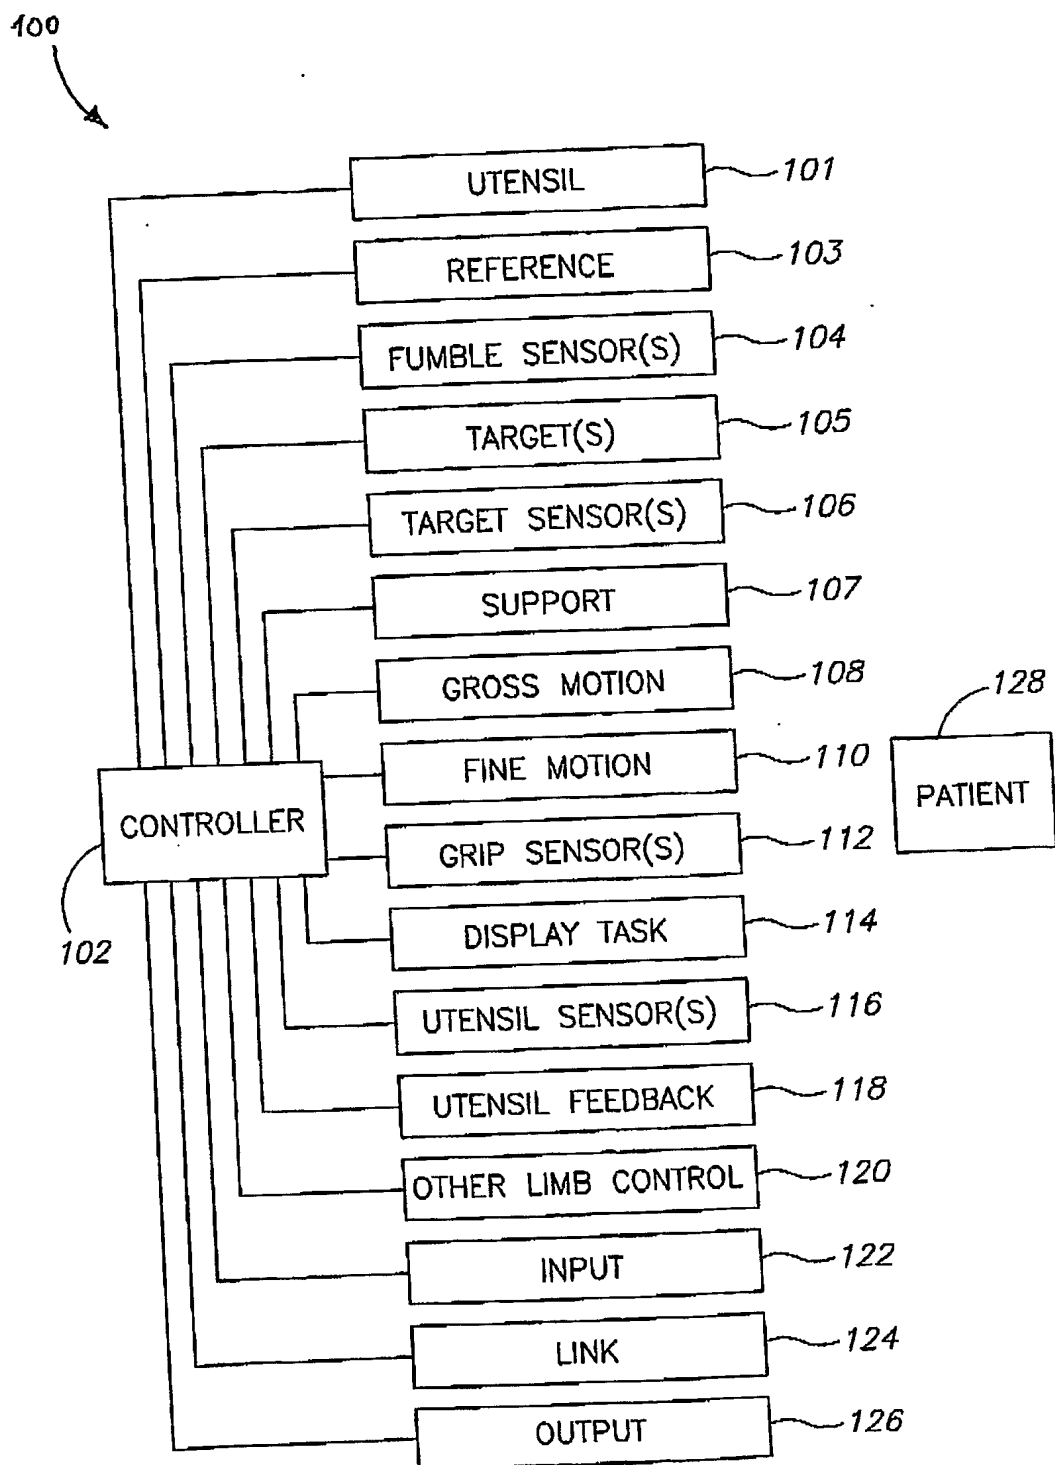 100
UTENSIL 101
REFERENCE 103
FUMBLE SENSOR(S) 104
TARGET(S) 105
TARGET SENSOR(S) 106
SUPPORT 107
GROSS MOTION 108
128
FINE MOTION 110
PATIENT
CONTROLLER
GRIP SENSOR(S) 112
DISPLAY TASK 114
102
UTENSIL SENSOR(S) 116
UTENSIL FEEDBACK 118
OTHER LIMB CONTROL 120
INPUT 122
LINK 124
OUTPUT 126